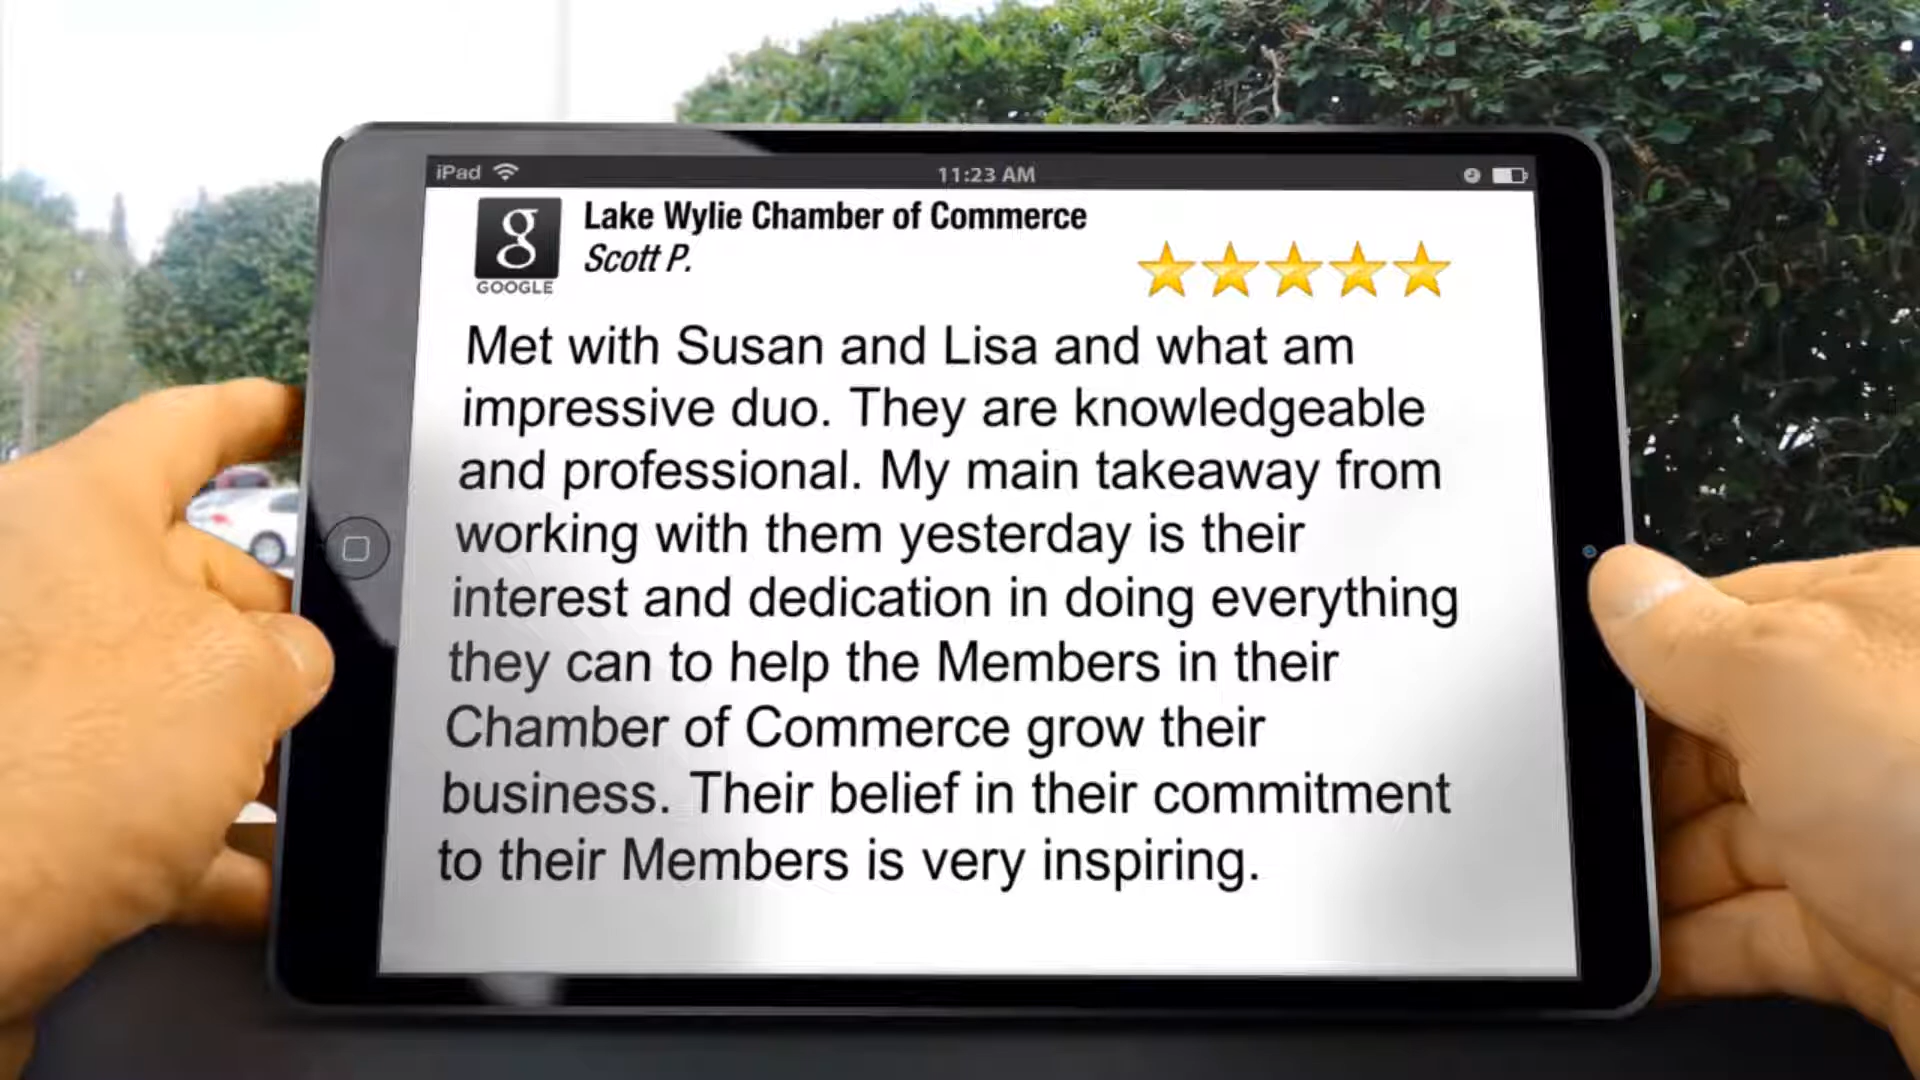 iPad 11:23 AM
g
GOOGLE
Lake Wylie Chamber of Commerce
Scott P.
Met with Susan and Lisa and what am
impressive duo. They are knowledgeable
and professional. My main takeaway from
working with them yesterday is their
interest and dedication in doing everything
they can to help the Members in their
Chamber of Commerce grow their
business. Their belief in their commitment
to their Members is very inspiring.